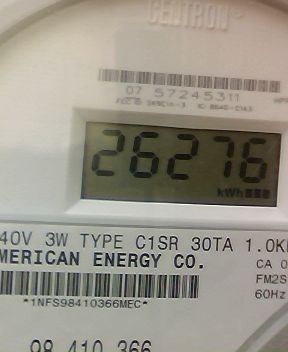 CENTRON®
07 57245311
26276
kWh
40V 3W TYPE C1SR 30TA 1.0K
MERICAN ENERGY CO.
CA 0
FM2S
60Hz
*1NFS98410366MEC*
98 410 366